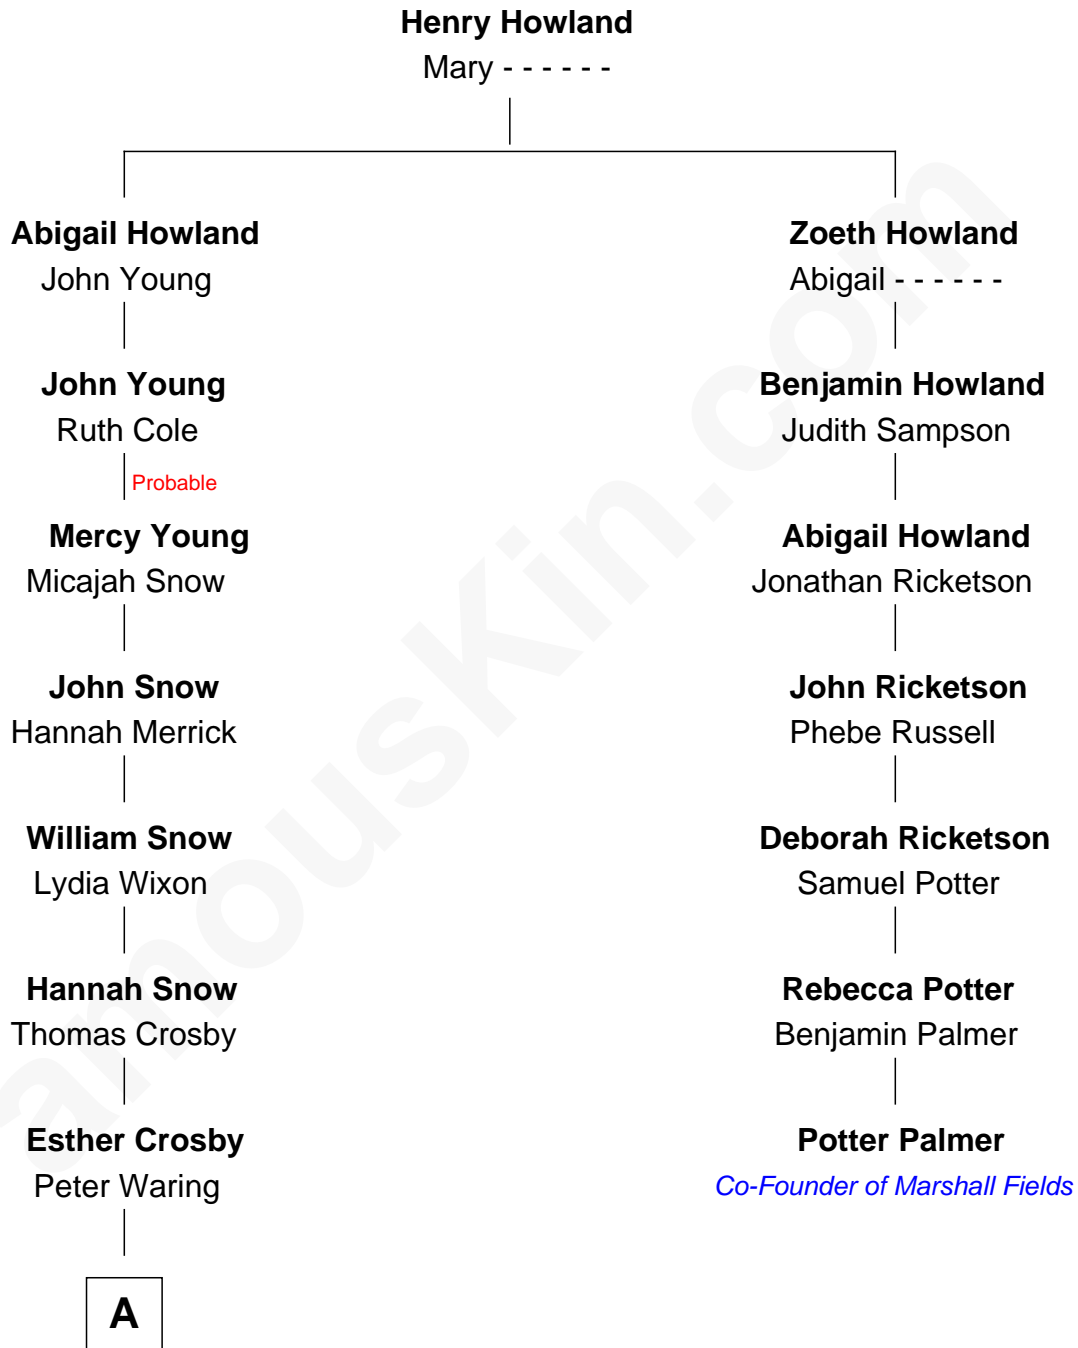 Henry Howland
Mary - - - - - -
Abigail Howland
John Young
Zoeth Howland
Abigail - - - - - -
John Young
Ruth Cole
Probable
Benjamin Howland
Judith Sampson
Mercy Young
Micajah Snow
Abigail Howland
Jonathan Ricketson
John Snow
Hannah Merrick
John Ricketson
Phebe Russell
William Snow
Lydia Wixon
Deborah Ricketson
Samuel Potter
Hannah Snow
Thomas Crosby
Rebecca Potter
Benjamin Palmer
Esther Crosby
Peter Waring
Potter Palmer
Co-Founder of Marshall Fields
A
amousKin.com